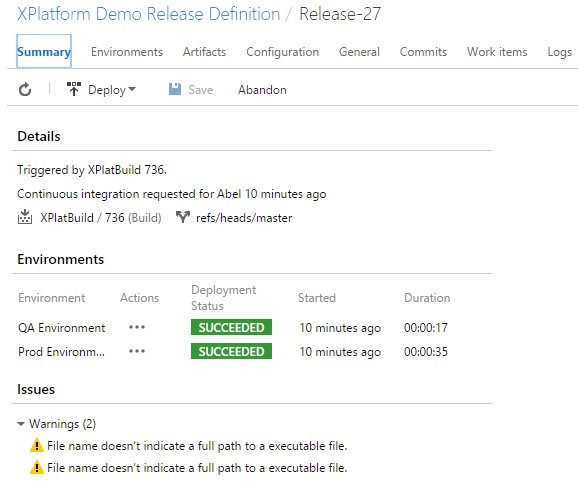 XPlatform Demo Release Definition / Release-27
Summary Environments Artifacts Configuration General Commits Work items Logs
Deploy Save Abandon
Details
Triggered by XPlatBuild 736.
Continuous integration requested for Abel 10 minutes ago
XPlatBuild / 736 (Build) refs/heads/master
Environments
Environment Actions Deployment Status Started Duration
QA Environment ••• SUCCEEDED 10 minutes ago 00:00:17
Prod Environm... ••• SUCCEEDED 10 minutes ago 00:00:35
Issues
Warnings (2)
File name doesn't indicate a full path to a executable file.
File name doesn't indicate a full path to a executable file.